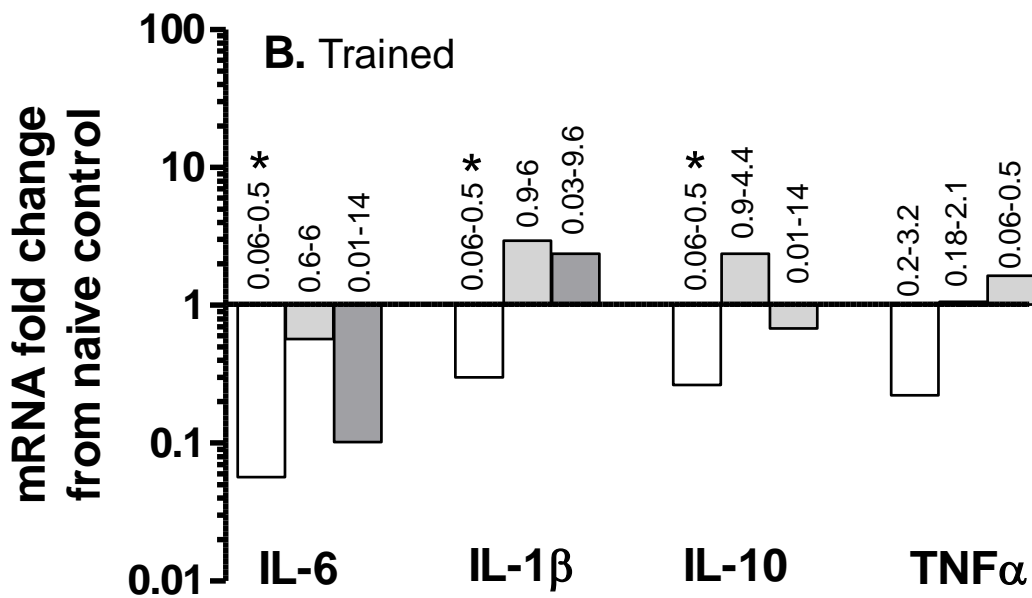 B. Trained
mRNA fold change
from naive control
100
10
1
0.1
0.01
0.06-0.5 *
0.6-6
0.01-14
0.06-0.5 *
0.9-6
0.03-9.6
0.06-0.5 *
0.9-4.4
0.01-14
0.2-3.2
0.18-2.1
0.06-0.5
IL-6
IL-1β
IL-10
TNFα